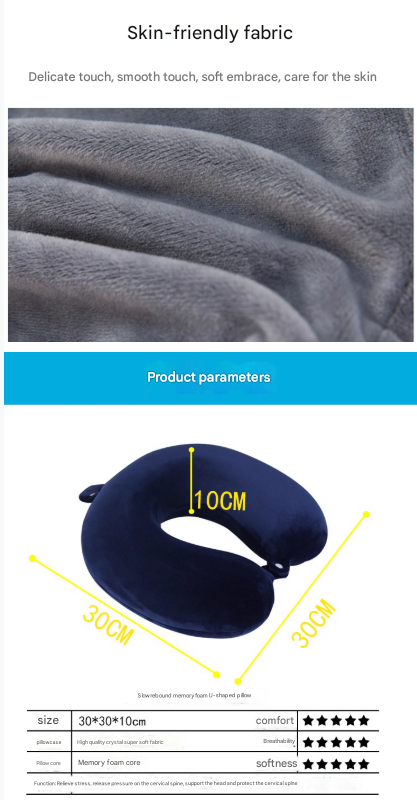 Skin-friendly fabric
Delicate touch, smooth touch, soft embrace, care for the skin
Product parameters
10CM
30CM
30CM
Slow rebound memory foam U-shaped pillow
size 30*30*10cm comfort ★★★★★
pillowcase High quality crystal super soft fabric Breathability ★★★★★
Pillow core Memory foam core softness ★★★★★
Function: Relieve stress, release pressure on the cervical spine, support the head and protect the cervical spine